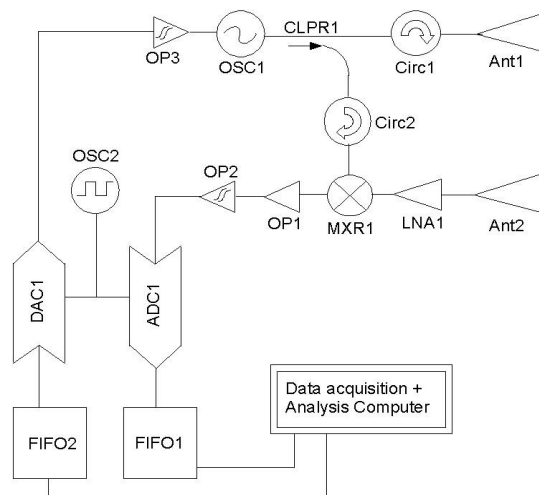 CLPR1
OP3
OSC1
Circ1
Ant1
Circ2
OSC2
OP2
OP1
MXR1
LNA1
Ant2
DAC1
ADC1
Data acquisition +
Analysis Computer
FIFO2
FIFO1